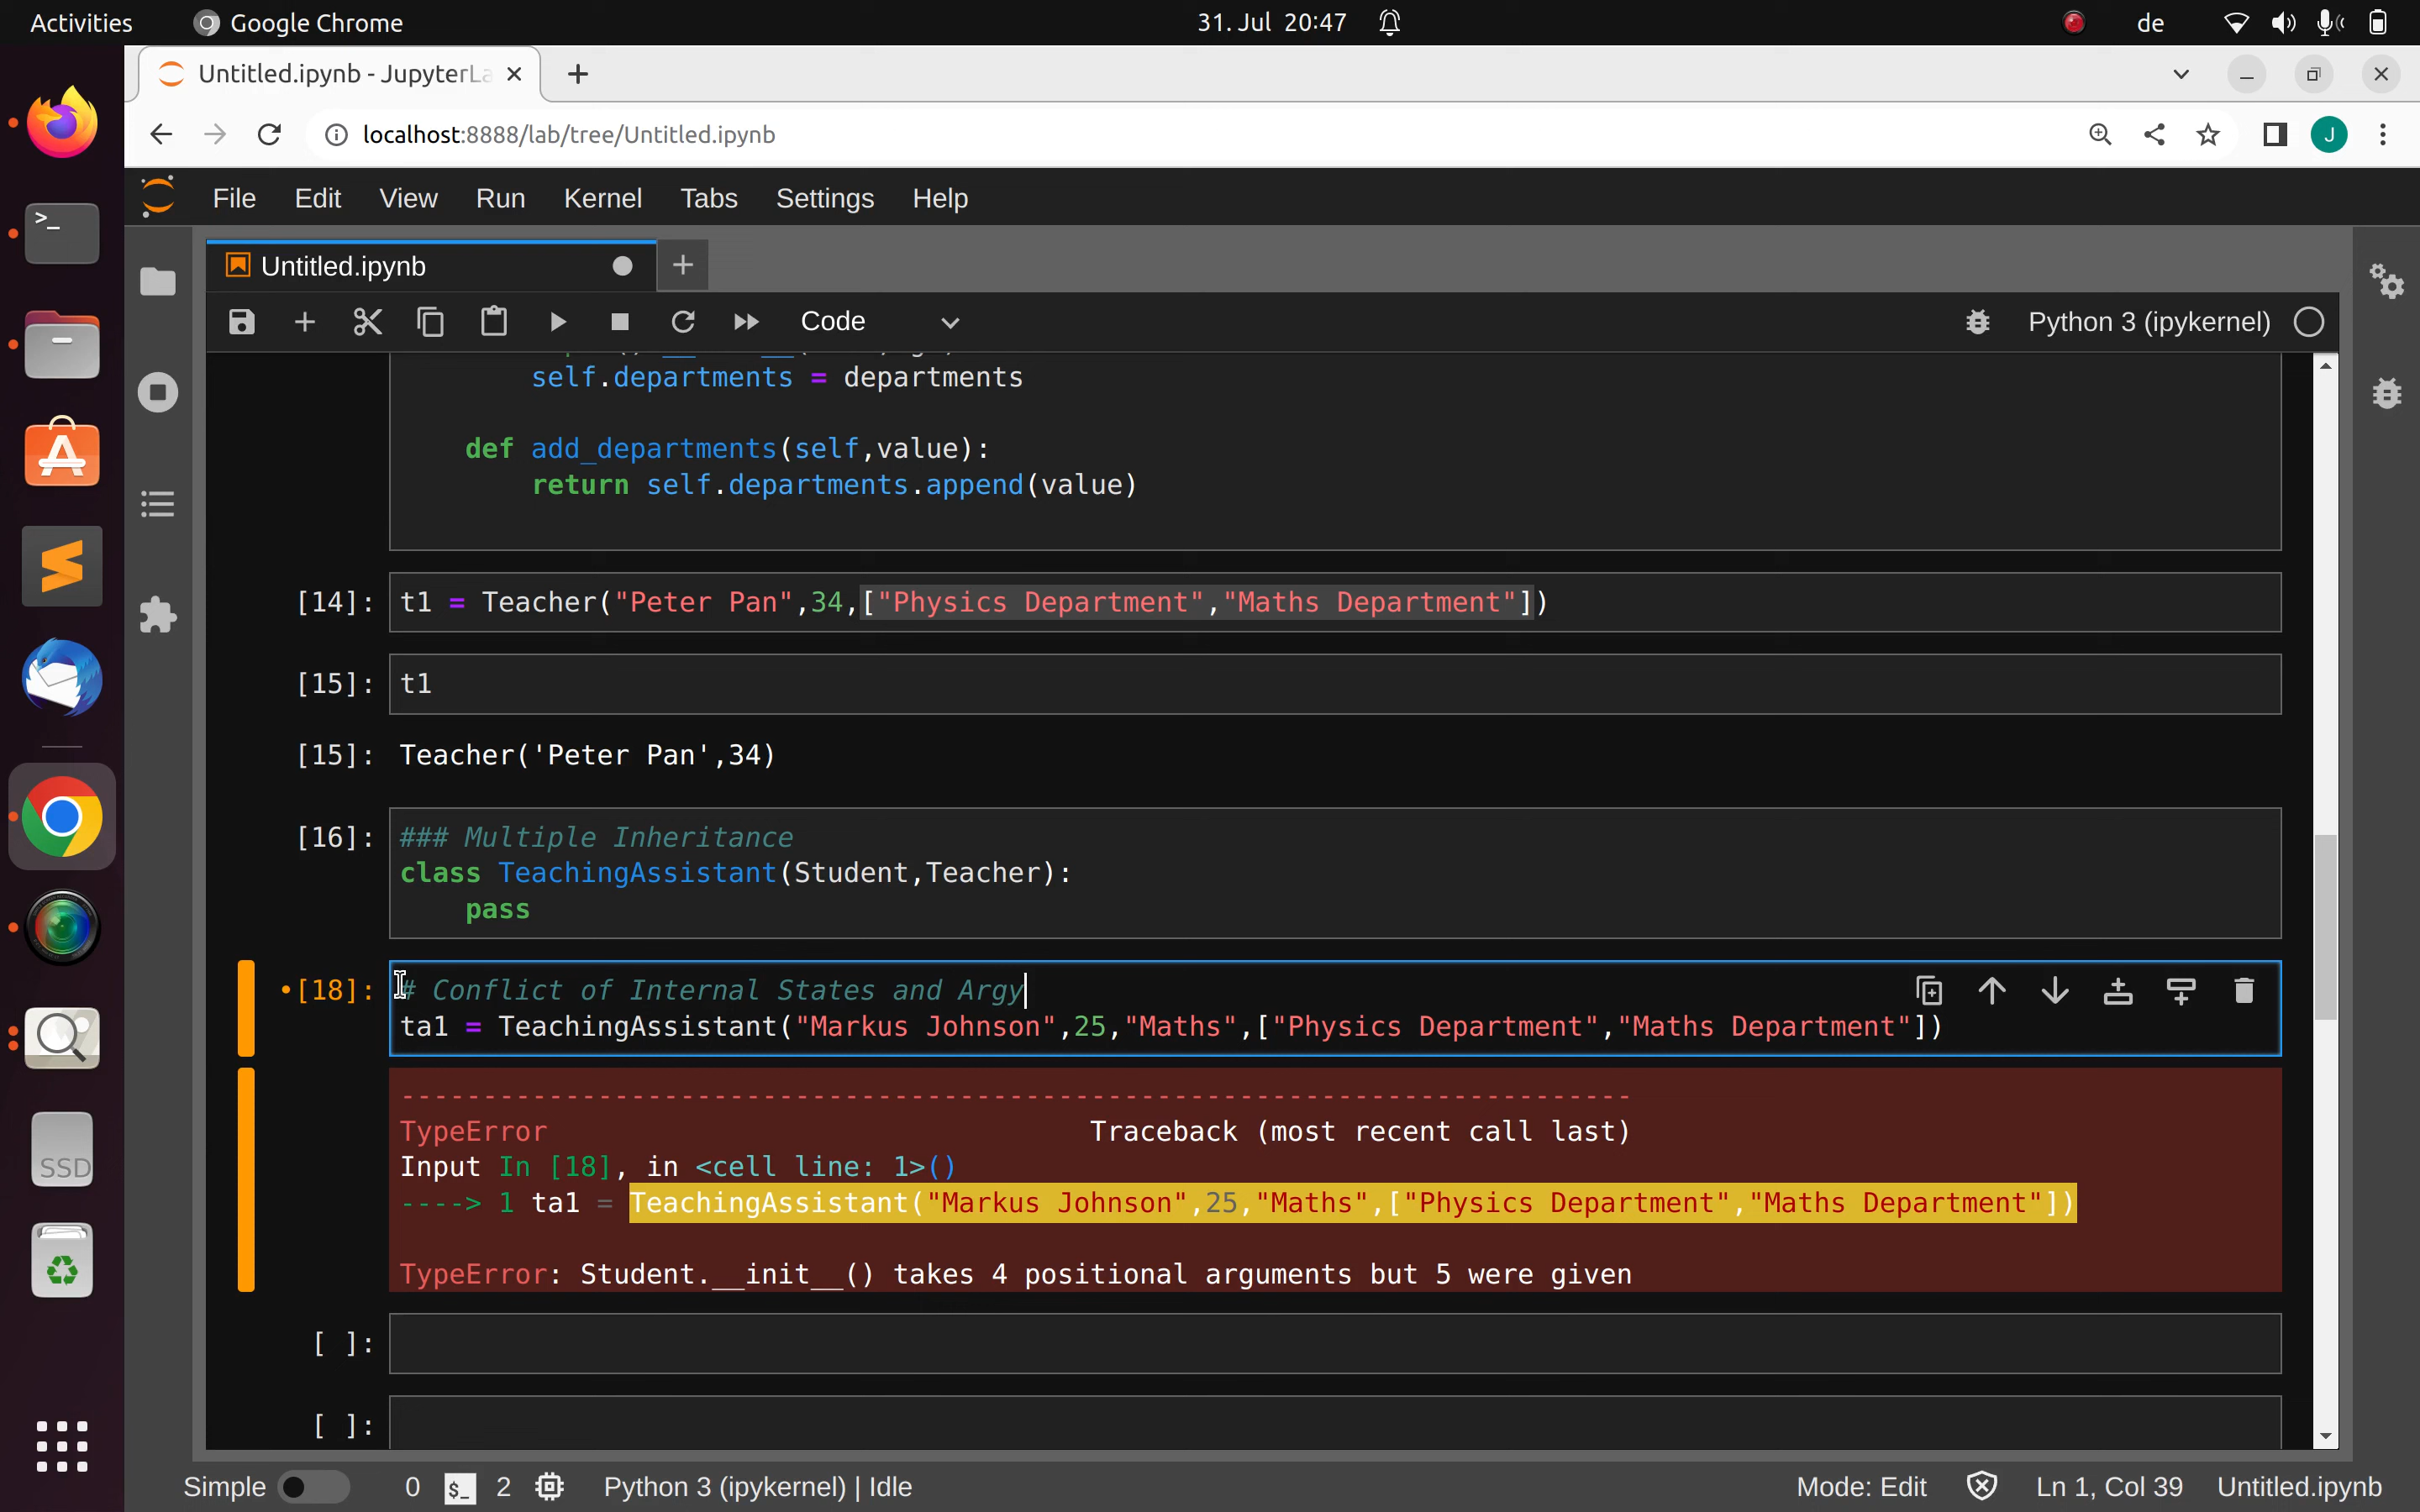 Activities Google Chrome 31. Jul 20:47 de
Untitled.ipynb - JupyterLa
localhost:8888/lab/tree/Untitled.ipynb J
File Edit View Run Kernel Tabs Settings Help
Untitled.ipynb
Code Python 3 (ipykernel)
self.departments = departments
def add_departments(self,value):
return self.departments.append(value)
[14]: t1 = Teacher("Peter Pan",34,["Physics Department","Maths Department"])
[15]: t1
[15]: Teacher('Peter Pan',34)
[16]: ### Multiple Inheritance
class TeachingAssistant(Student,Teacher):
pass
•[18]: # Conflict of Internal States and Argy
ta1 = TeachingAssistant("Markus Johnson",25,"Maths",["Physics Department","Maths Department"])
---------------------------------------------------------------------------
TypeError Traceback (most recent call last)
Input In [18], in <cell line: 1>()
----> 1 ta1 = TeachingAssistant("Markus Johnson",25,"Maths",["Physics Department","Maths Department"])
TypeError: Student.__init__() takes 4 positional arguments but 5 were given
[ ]:
[ ]:
SSD
Simple 0 $_ 2 Python 3 (ipykernel) | Idle Mode: Edit Ln 1, Col 39 Untitled.ipynb